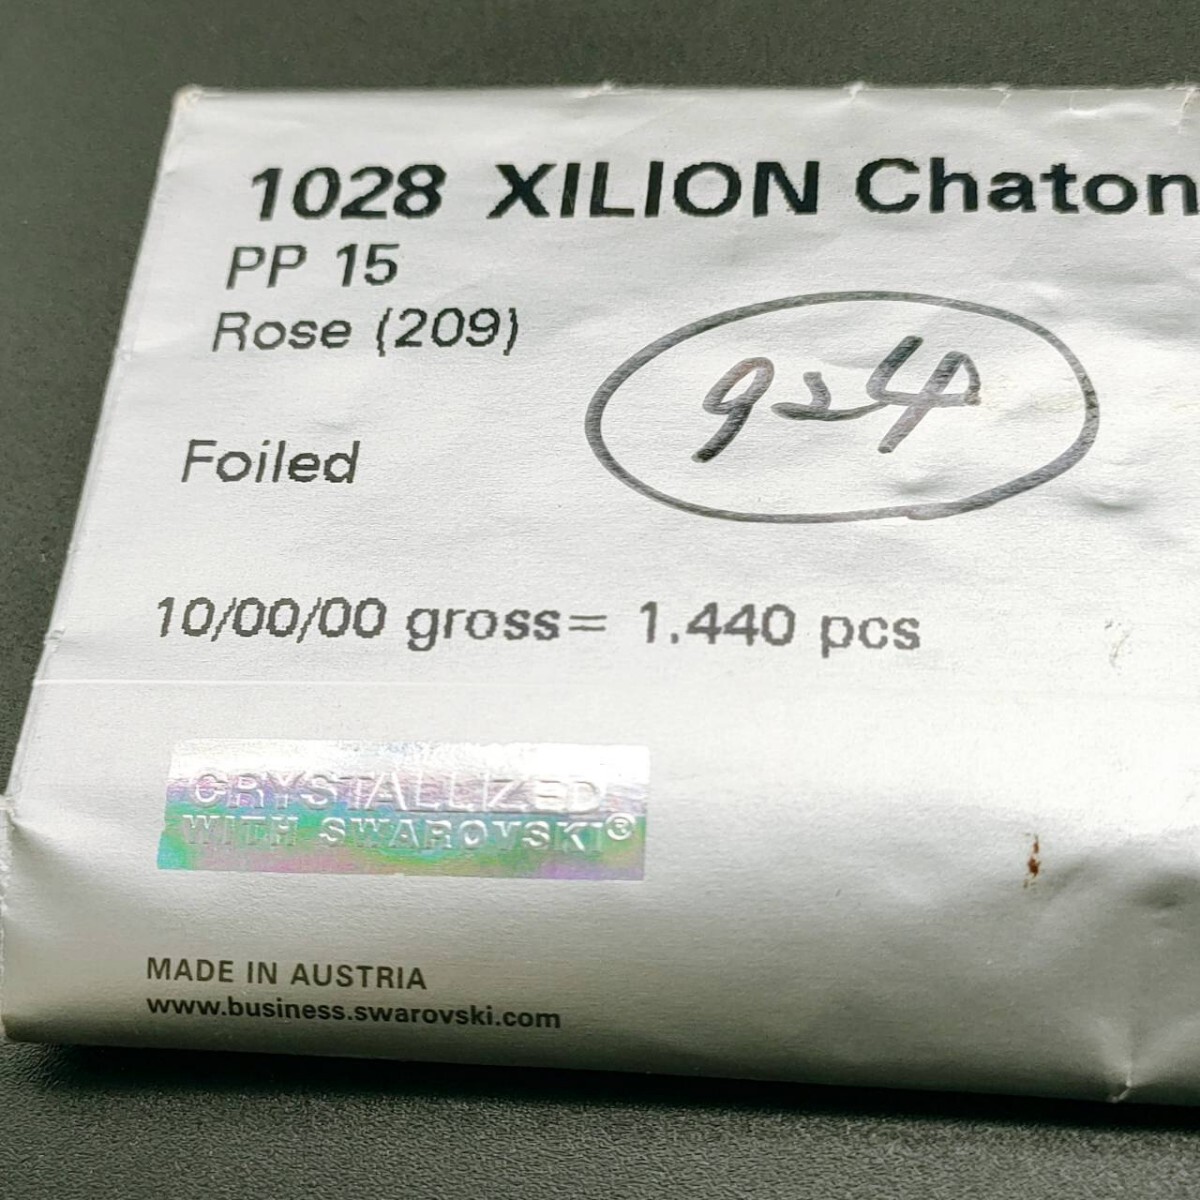 1028 XILION Chaton
PP 15
Rose (209)
924
Foiled
10/00/00 gross= 1.440 pcs
CRYSTALLIZED
WITH SWAROVSKI®
MADE IN AUSTRIA
www.business.swarovski.com